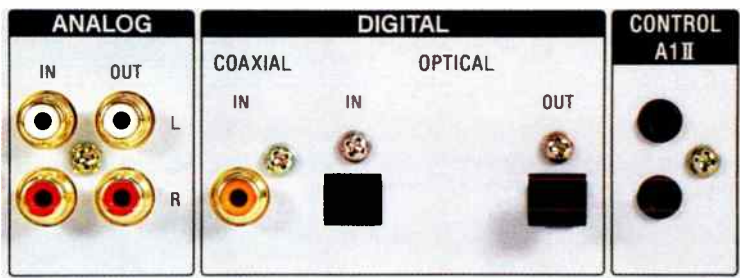 ANALOG
IN OUT
L
R
DIGITAL
COAXIAL OPTICAL
IN IN OUT
CONTROL
A1Ⅱ